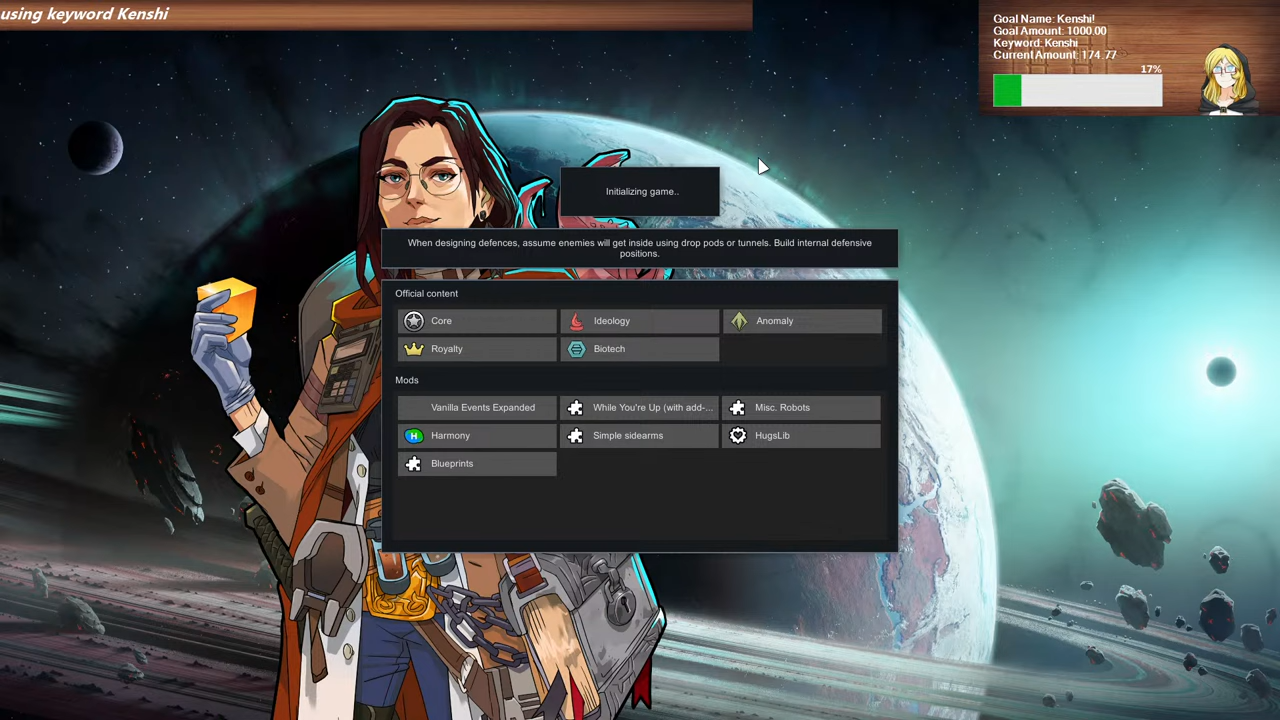 using keyword Kenshi
Goal Name: Kenshi!
Goal Amount: 1000.00
Keyword: Kenshi
Current Amount: 174.77
17%
Initializing game..
When designing defences, assume enemies will get inside using drop pods or tunnels. Build internal defensive
positions.
Official content
Core
Ideology
Anomaly
Royalty
Biotech
Mods
Vanilla Events Expanded
While You're Up (with add-...
Misc. Robots
Harmony
Simple sidearms
HugsLib
Blueprints